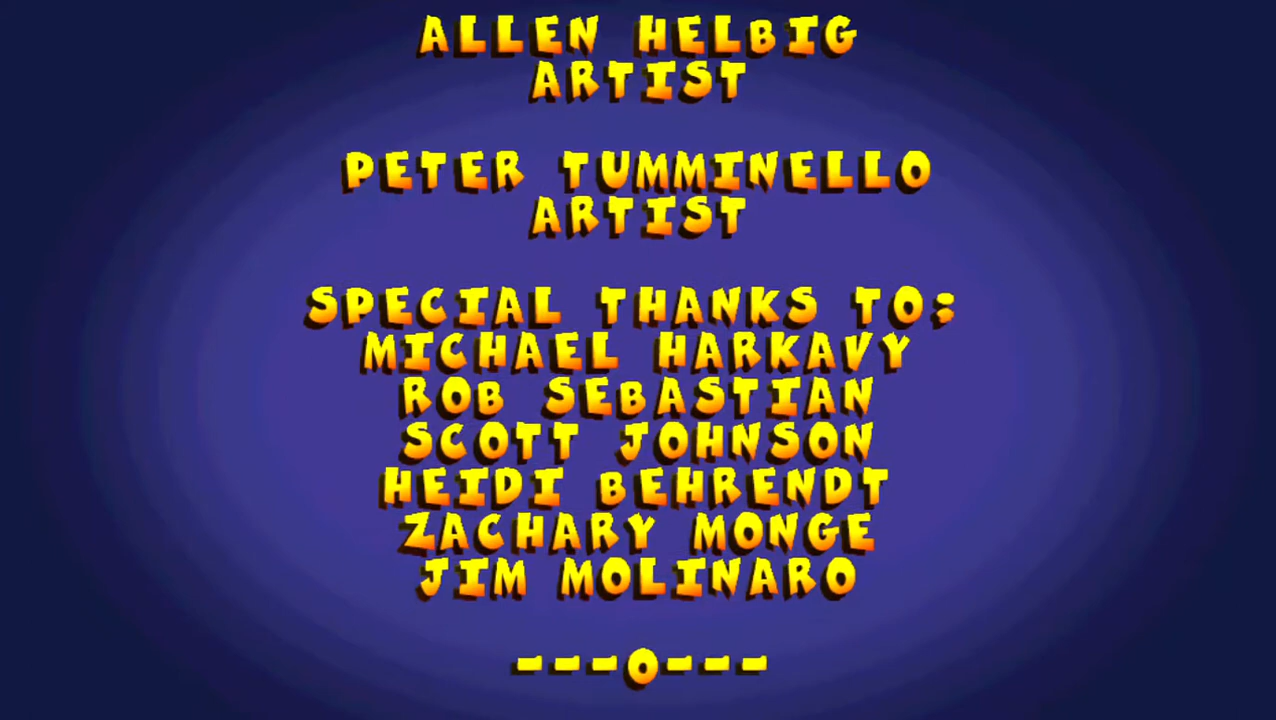 ALLEN HELBIG
ARTIST
PETER TUMMINELLO
ARTIST
SPECIAL THANKS TO:
MICHAEL HARKAVY
ROB SEBASTIAN
SCOTT JOHNSON
HEIDI BEHRENDT
ZACHARY MONGE
JIM MOLINARO
---O---